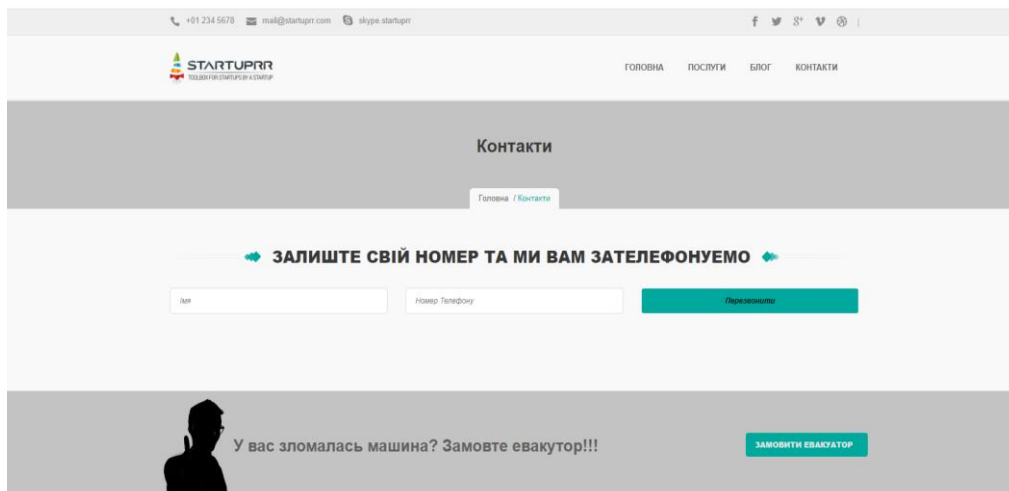 +01 234 5678 mail@startuprr.com skype.startuprr
STARTUPRR
TOOLBOX FOR STARTUPS BY A STARTUP
ГОЛОВНА ПОСЛУГИ БЛОГ КОНТАКТИ
Контакти
Головна / Контакти
ЗАЛИШТЕ СВІЙ НОМЕР ТА МИ ВАМ ЗАТЕЛЕФОНУЕМО
Імя Номер Телефону Перезвонити
У вас зломалась машина? Замовте евакутор!!! ЗАМОВИТИ ЕВАКУАТОР